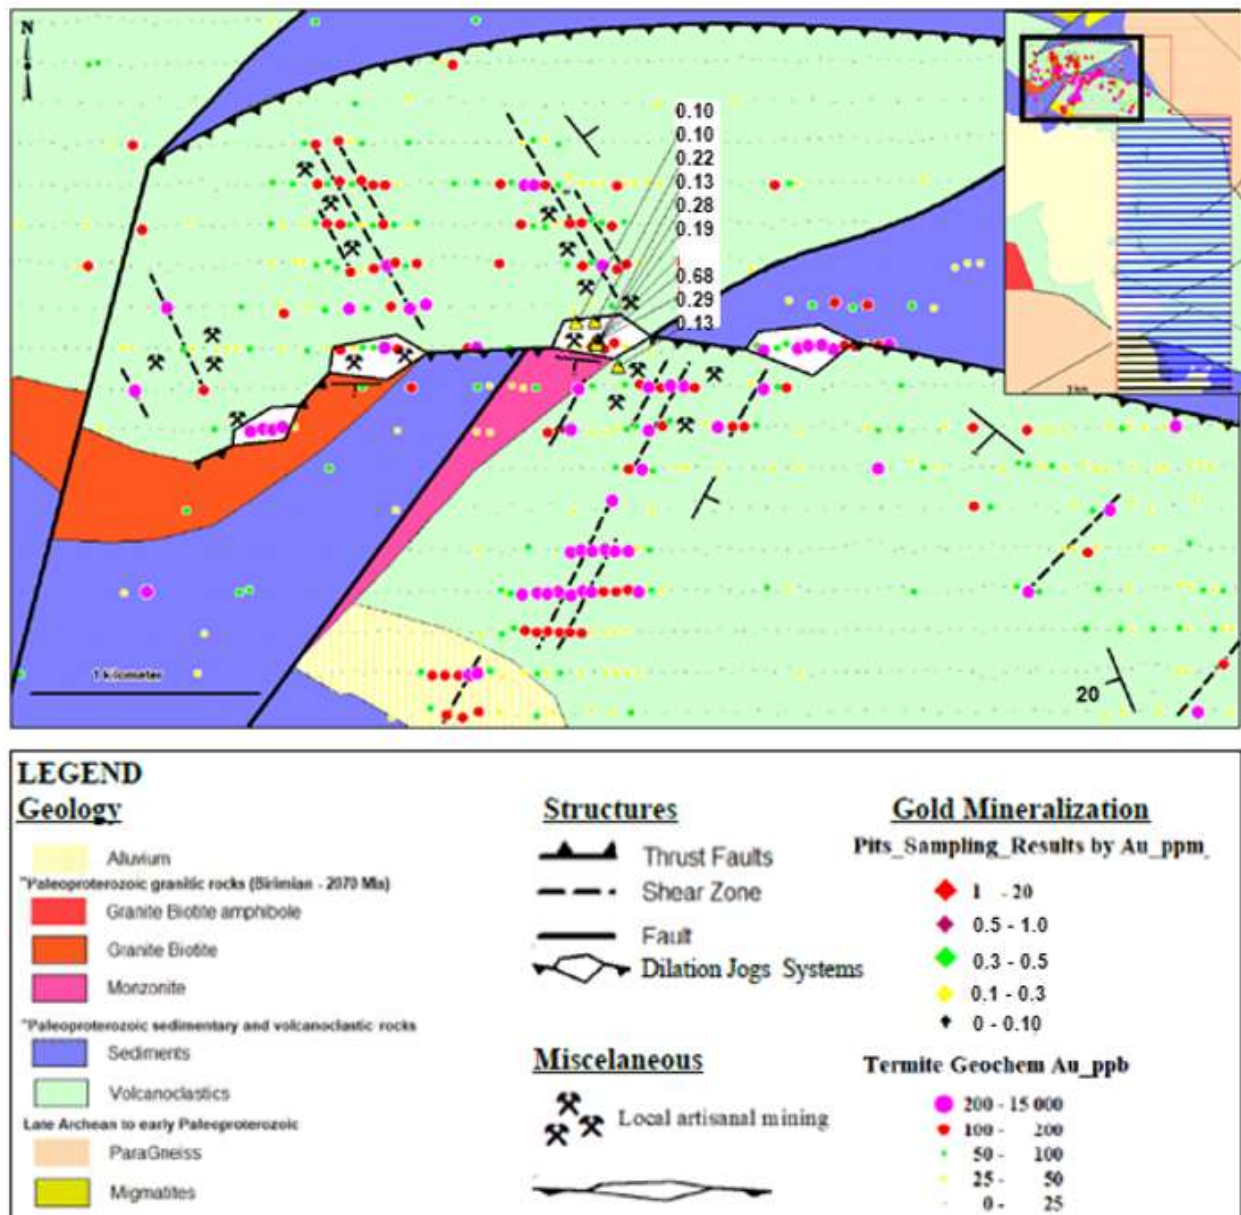 N
0.10
0.10
0.22
0.13
0.28
0.19
0.68
0.29
0.13
1 kilometer
20
LEGEND
Geology
Alluvium
"Paleoproterozoic granitic rocks (Birimian - 2070 Ma)
Granite Biotite amphibole
Granite Biotite
Monzonite
"Paleoproterozoic sedimentary and volcanoclastic rocks
Sediments
Volcanoclastics
Late Archean to early Paleoproterozoic
ParaGneiss
Migmatites
Structures
Thrust Faults
Shear Zone
Fault
Dilation Jogs Systems
Miscelaneous
Local artisanal mining
Gold Mineralization
Pits_Sampling_Results by Au_ppm_
1 - 20
0.5 - 1.0
0.3 - 0.5
0.1 - 0.3
0 - 0.10
Termite Geochem Au_ppb
200 - 15 000
100 - 200
50 - 100
25 - 50
0 - 25